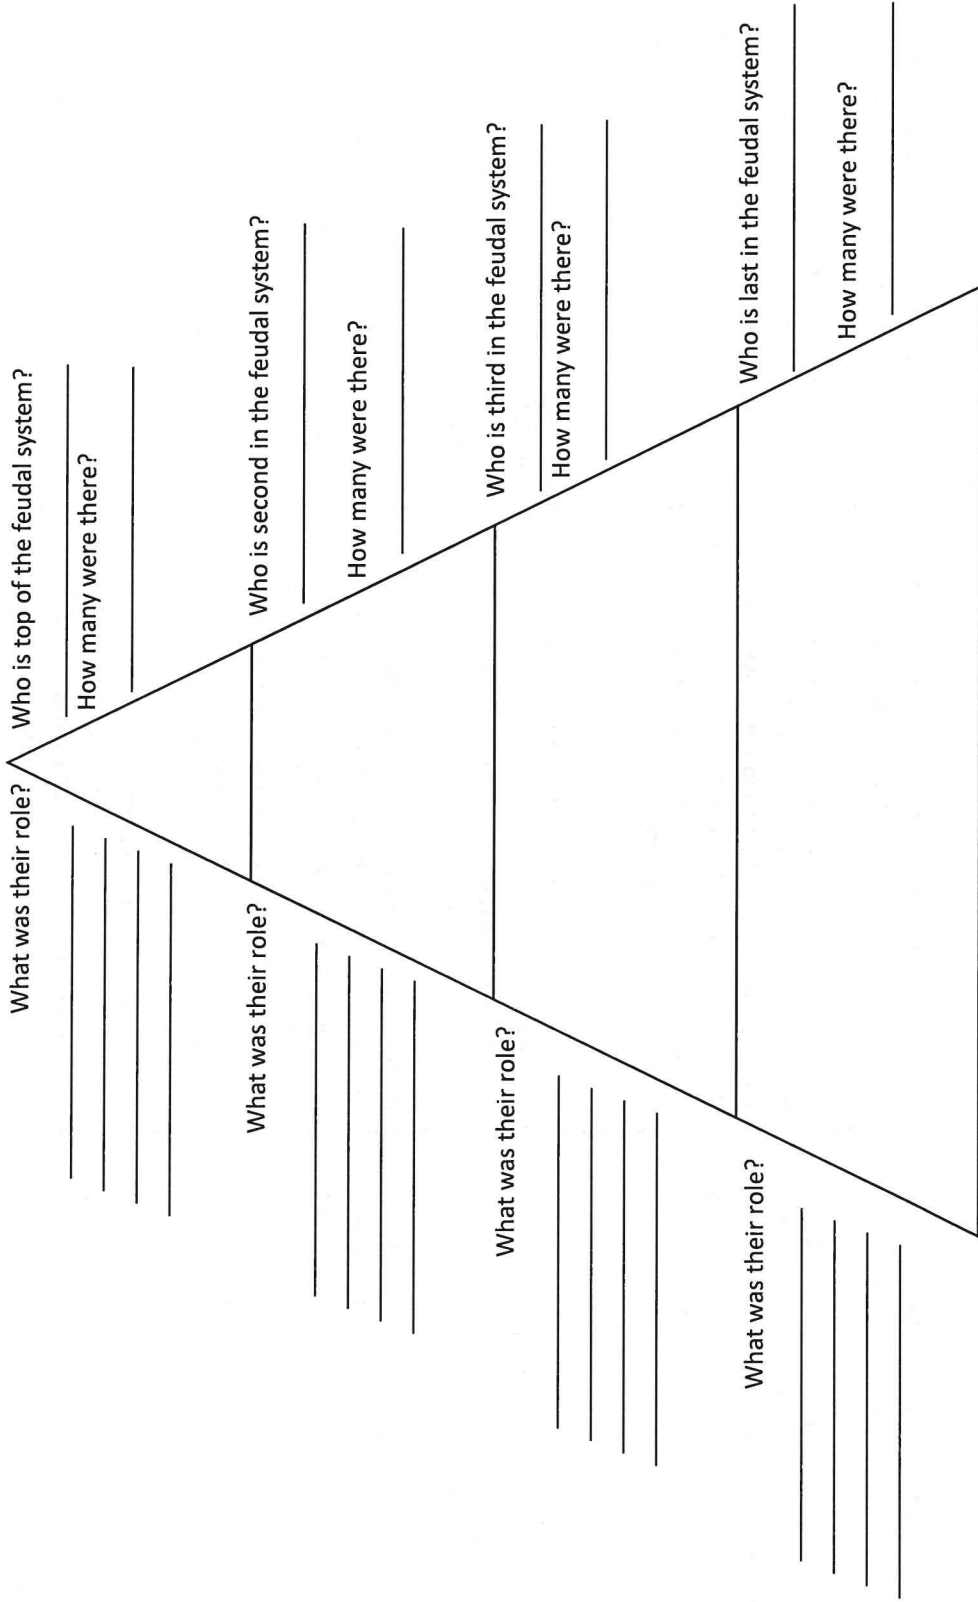 What was their role?
Who is top of the feudal system?
How many were there?
What was their role?
Who is second in the feudal system?
How many were there?
What was their role?
Who is third in the feudal system?
How many were there?
What was their role?
Who is last in the feudal system?
How many were there?